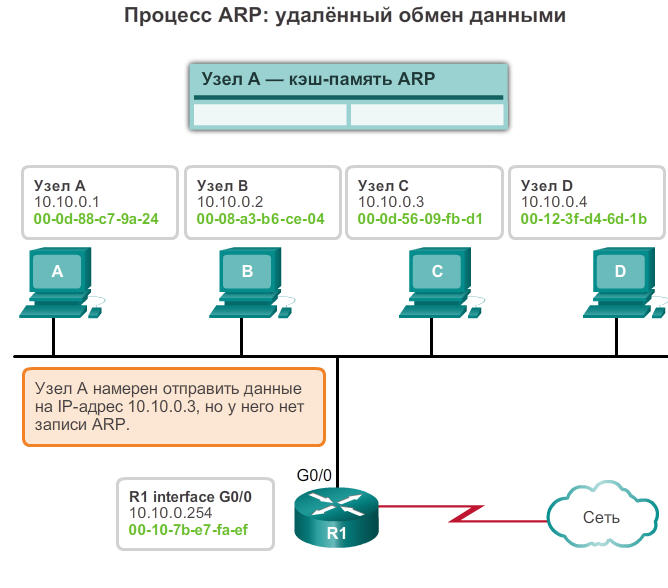 Процесс ARP: удалённый обмен данными
Узел A — кэш-память ARP
Узел A
10.10.0.1
00-0d-88-c7-9a-24
Узел B
10.10.0.2
00-08-a3-b6-ce-04
Узел C
10.10.0.3
00-0d-56-09-fb-d1
Узел D
10.10.0.4
00-12-3f-d4-6d-1b
A
B
C
D
Узел A намерен отправить данные
на IP-адрес 10.10.0.3, но у него нет
записи ARP.
G0/0
R1 interface G0/0
10.10.0.254
00-10-7b-e7-fa-ef
R1
Сеть